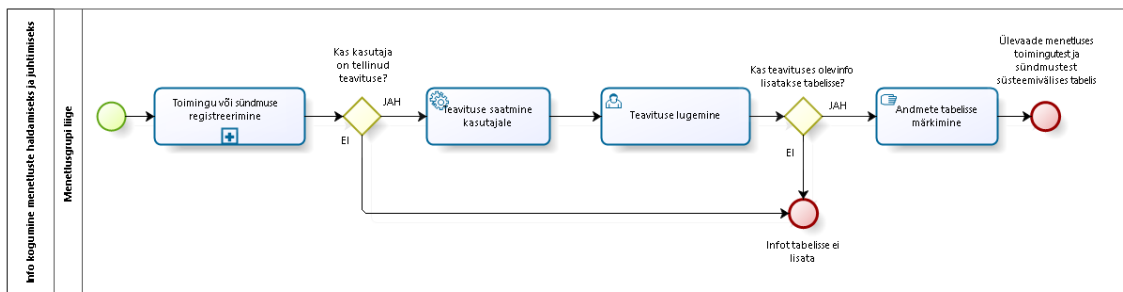 Info kogumine menetluste haldamiseks ja juhtimiseks
Menetlusgrupi liige
Toimingu või sündmuse
registreerimine
Kas kasutaja
on tellinud
teavituse?
JAH
EI
Teavituse saatmine
kasutajale
Teavituse lugemine
Kas teavituses olevinfo
lisatakse tabelisse?
JAH
EI
Andmete tabelisse
märkimine
Ülevaade menetluses
toimingutest ja
sündmustest
süsteemivälises tabelis
Infot tabelisse ei
lisata